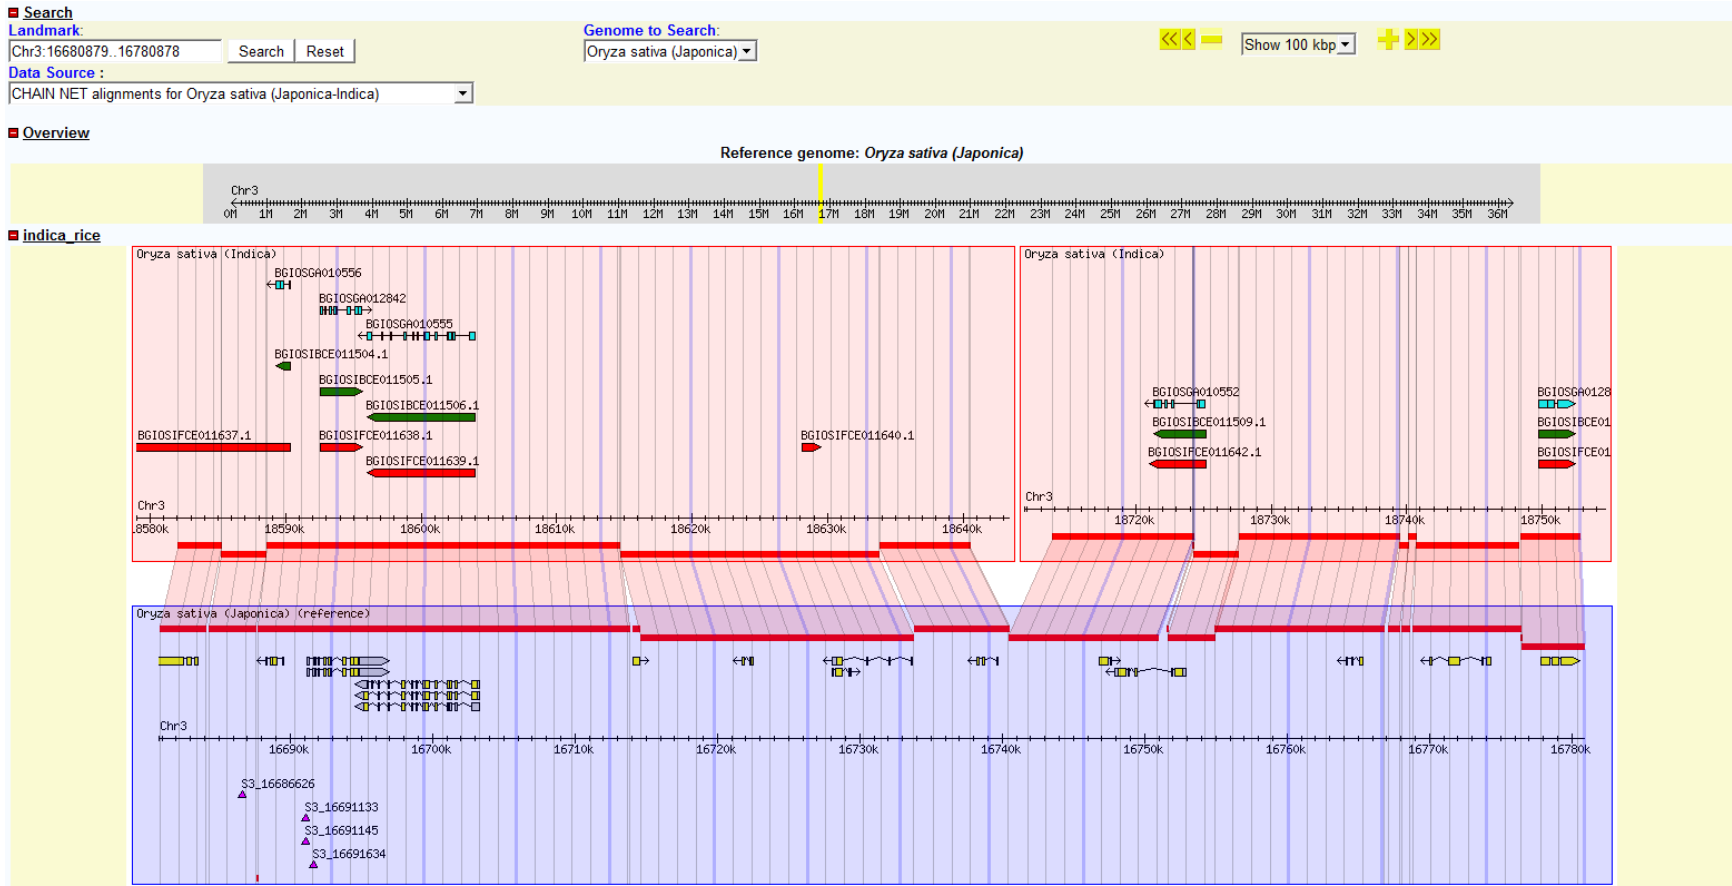 Search
Landmark:
Genome to Search:
Chr3:16680879..16780878
Search
Reset
Oryza sativa (Japonica)
Show 100 kbp
Data Source :
CHAIN NET alignments for Oryza sativa (Japonica-Indica)
Overview
Reference genome: Oryza sativa (Japonica)
Chr3
0M 1M 2M 3M 4M 5M 6M 7M 8M 9M 10M 11M 12M 13M 14M 15M 16M 17M 18M 19M 20M 21M 22M 23M 24M 25M 26M 27M 28M 29M 30M 31M 32M 33M 34M 35M 36M
indica_rice
Oryza sativa (Indica)
BGIOSGA010556
BGIOSGA012842
BGIOSGA010555
BGIOSIBCE011504.1
BGIOSIBCE011505.1
BGIOSIBCE011506.1
BGIOSIFCE011637.1
BGIOSIFCE011638.1
BGIOSIFCE011640.1
BGIOSIFCE011639.1
Chr3
18580k 18590k 18600k 18610k 18620k 18630k 18640k
Oryza sativa (Indica)
BGIOSGA010552
BGIOSGA0128
BGIOSIBCE011509.1
BGIOSIBCE01
BGIOSIFCE011642.1
BGIOSIFCE01
Chr3
18720k 18730k 18740k 18750k
Oryza sativa (Japonica) (reference)
Chr3
16690k 16700k 16710k 16720k 16730k 16740k 16750k 16760k 16770k 16780k
S3_16686626
S3_16691133
S3_16691145
S3_16691634